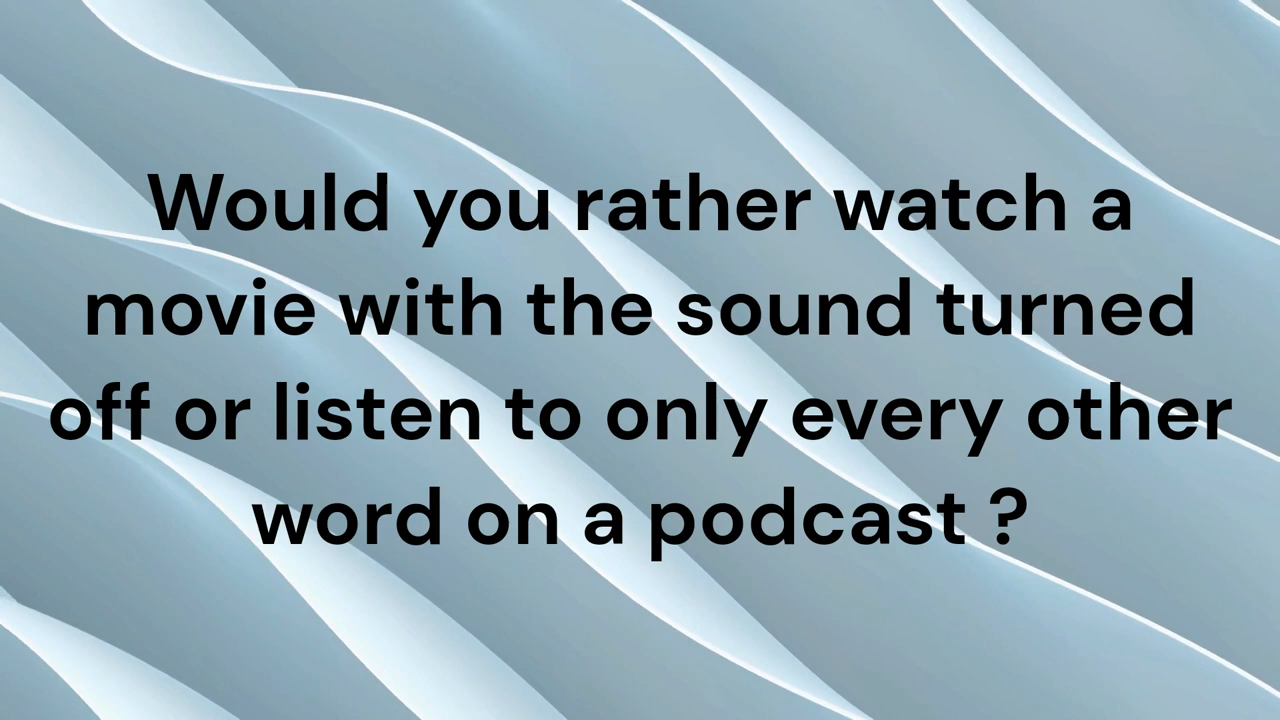 Would you rather watch a
movie with the sound turned
off or listen to only every other
word on a podcast ?